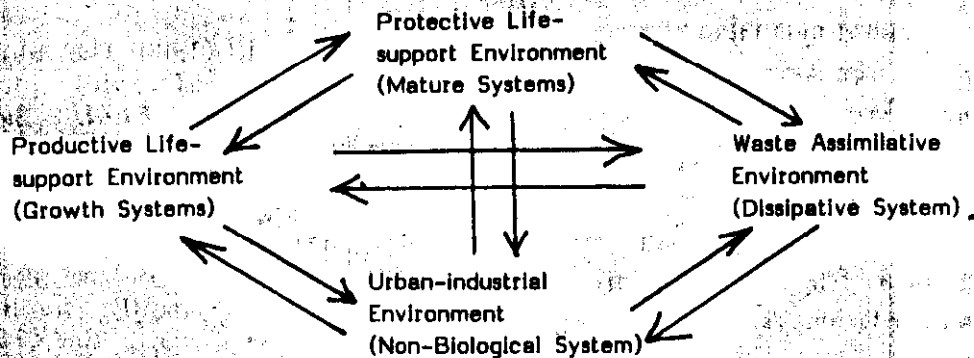 Protective Life-
support Environment
(Mature Systems)
Productive Life-
support Environment
(Growth Systems)
Waste Assimilative
Environment
(Dissipative System)
Urban-industrial
Environment
(Non-Biological System)